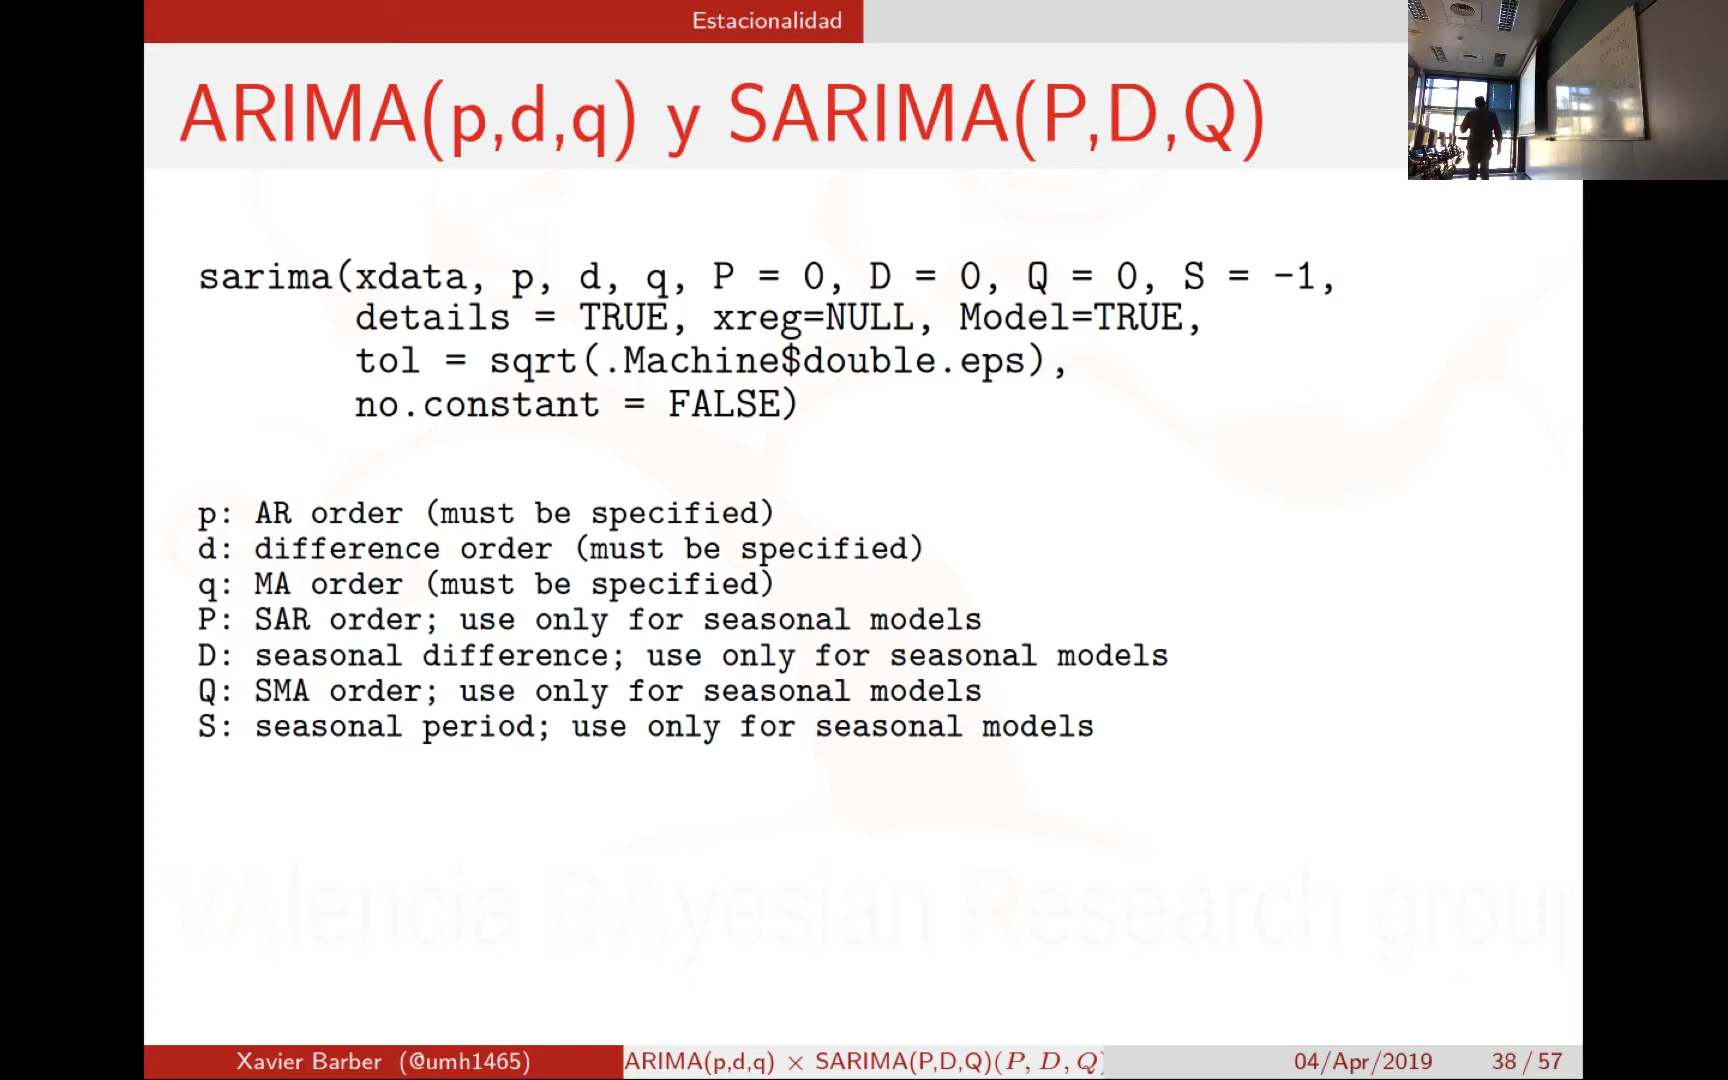 Estacionalidad
ARIMA(p,d,q) y SARIMA(P,D,Q)
sarima(xdata, p, d, q, P = 0, D = 0, Q = 0, S = -1,
details = TRUE, xreg=NULL, Model=TRUE,
tol = sqrt(.Machine$double.eps),
no.constant = FALSE)
p: AR order (must be specified)
d: difference order (must be specified)
q: MA order (must be specified)
P: SAR order; use only for seasonal models
D: seasonal difference; use only for seasonal models
Q: SMA order; use only for seasonal models
S: seasonal period; use only for seasonal models
VAlencia BAyesian Research group
Xavier Barber (@umh1465)
ARIMA(p,d,q) × SARIMA(P,D,Q)(P, D, Q)
04/Apr/2019
38 / 57